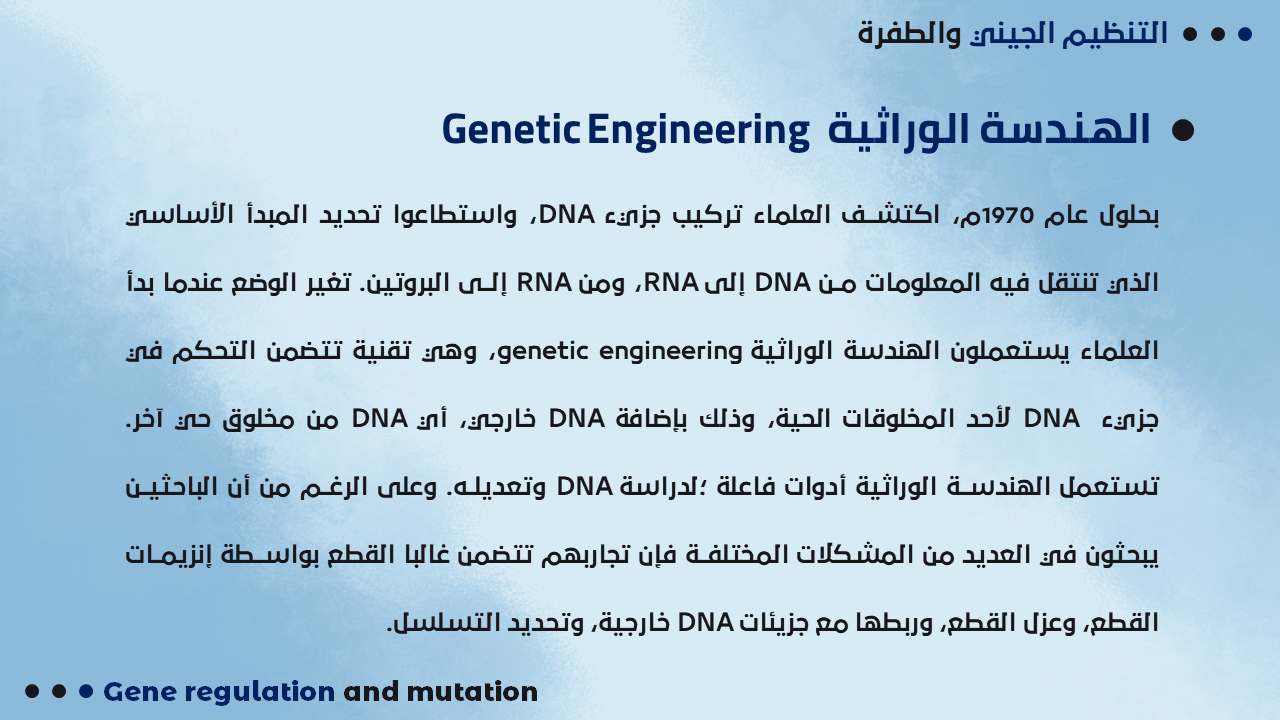 التنظيم الجيني والطفرة
الهندسة الوراثية Genetic Engineering
بحلول عام 1970م، اكتشف العلماء تركيب جزيء DNA، واستطاعوا تحديد المبدأ الأساسي
الذي تنتقل فيه المعلومات من DNA إلى RNA، ومن RNA إلى البروتين. تغير الوضع عندما بدأ
العلماء يستعملون الهندسة الوراثية genetic engineering، وهي تقنية تتضمن التحكم في
جزيء DNA لأحد المخلوقات الحية، وذلك بإضافة DNA خارجي، أي DNA من مخلوق حي آخر.
تستعمل الهندسة الوراثية أدوات فاعلة ؛لدراسة DNA وتعديله. وعلى الرغم من أن الباحثين
يبحثون في العديد من المشكلات المختلفة فإن تجاربهم تتضمن غالبا القطع بواسطة إنزيمات
القطع، وعزل القطع، وربطها مع جزيئات DNA خارجية، وتحديد التسلسل.
Gene regulation and mutation